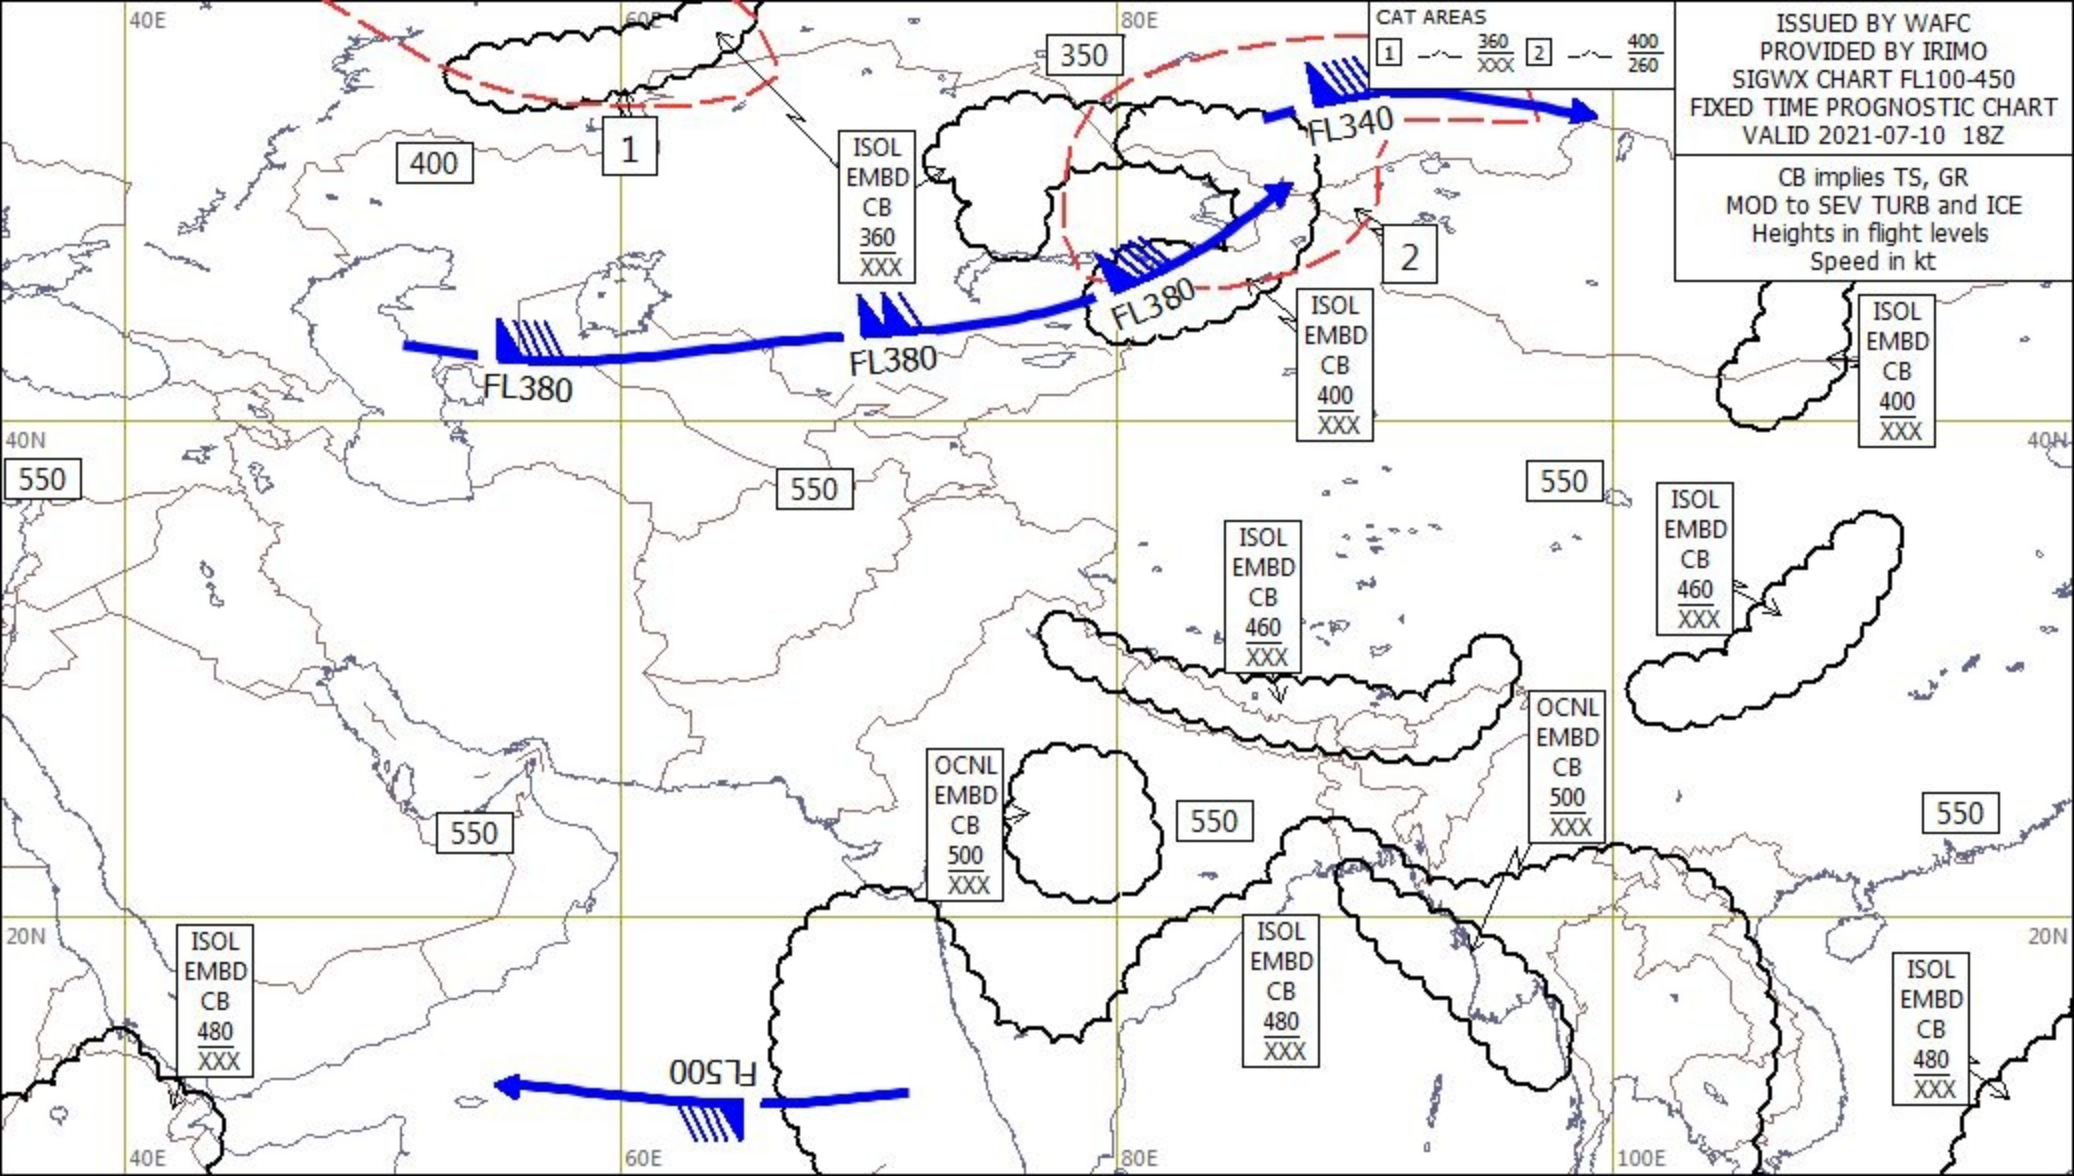 40E
60E
80E
CAT AREAS
1 360 XXX 2 400 260
ISSUED BY WAFC
PROVIDED BY IRIMO
SIGWX CHART FL100-450
FIXED TIME PROGNOSTIC CHART
VALID 2021-07-10 18Z
CB implies TS, GR
MOD to SEV TURB and ICE
Heights in flight levels
Speed in kt
350
FL340
400
1
ISOL
EMBD
CB
360
XXX
2
FL380
FL380
FL380
ISOL
EMBD
CB
400
XXX
ISOL
EMBD
CB
400
XXX
40N
40N
550
550
550
ISOL
EMBD
CB
460
XXX
ISOL
EMBD
CB
460
XXX
OCNL
EMBD
CB
500
XXX
OCNL
EMBD
CB
500
XXX
550
550
550
20N
20N
ISOL
EMBD
CB
480
XXX
ISOL
EMBD
CB
480
XXX
ISOL
EMBD
CB
480
XXX
FL500
40E
60E
80E
100E